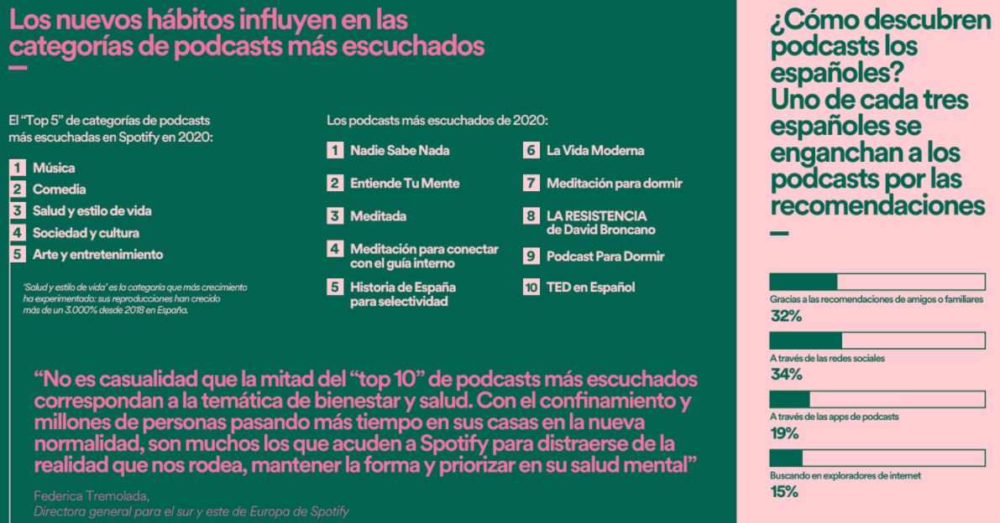 Los nuevos hábitos influyen en las
categorías de podcasts más escuchados
El “Top 5” de categorías de podcasts
más escuchadas en Spotify en 2020:
1 Música
2 Comedia
3 Salud y estilo de vida
4 Sociedad y cultura
5 Arte y entretenimiento
‘Salud y estilo de vida’ es la categoría que más crecimiento
ha experimentado: sus reproducciones han crecido
más de un 3.000% desde 2018 en España.
Los podcasts más escuchados de 2020:
1 Nadie Sabe Nada
2 Entiende Tu Mente
3 Meditada
4 Meditación para conectar
con el guía interno
5 Historia de España
para selectividad
6 La Vida Moderna
7 Meditación para dormir
8 LA RESISTENCIA
de David Broncano
9 Podcast Para Dormir
10 TED en Español
“No es casualidad que la mitad del “top 10” de podcasts más escuchados
correspondan a la temática de bienestar y salud. Con el confinamiento y
millones de personas pasando más tiempo en sus casas en la nueva
normalidad, son muchos los que acuden a Spotify para distraerse de la
realidad que nos rodea, mantener la forma y priorizar en su salud mental”
Federica Tremolada,
Directora general para el sur y este de Europa de Spotify
¿Cómo descubren
podcasts los
españoles?
Uno de cada tres
españoles se
enganchan a los
podcasts por las
recomendaciones
Gracias a las recomendaciones de amigos o familiares
32%
A través de las redes sociales
34%
A través de las apps de podcasts
19%
Buscando en exploradores de internet
15%